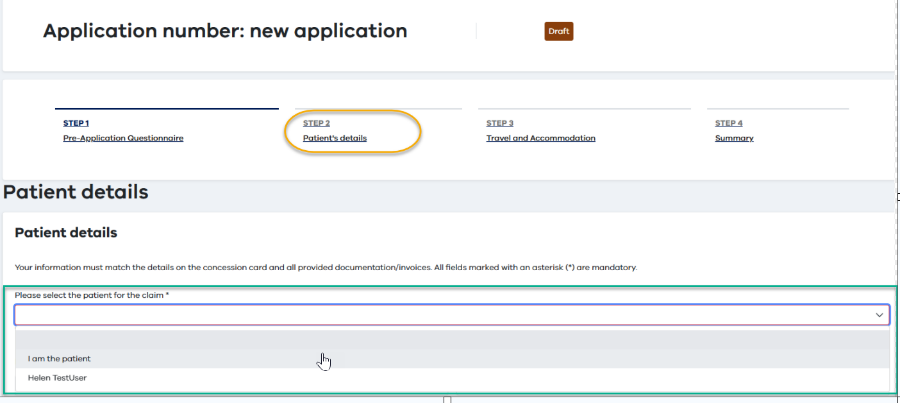 Application number: new application
Draft
STEP 1
Pre-Application Questionnaire
STEP 2
Patient's details
STEP 3
Travel and Accommodation
STEP 4
Summary
Patient details
Patient details
Your information must match the details on the concession card and all provided documentation/invoices. All fields marked with an asterisk (*) are mandatory.
Please select the patient for the claim *
I am the patient
Helen TestUser